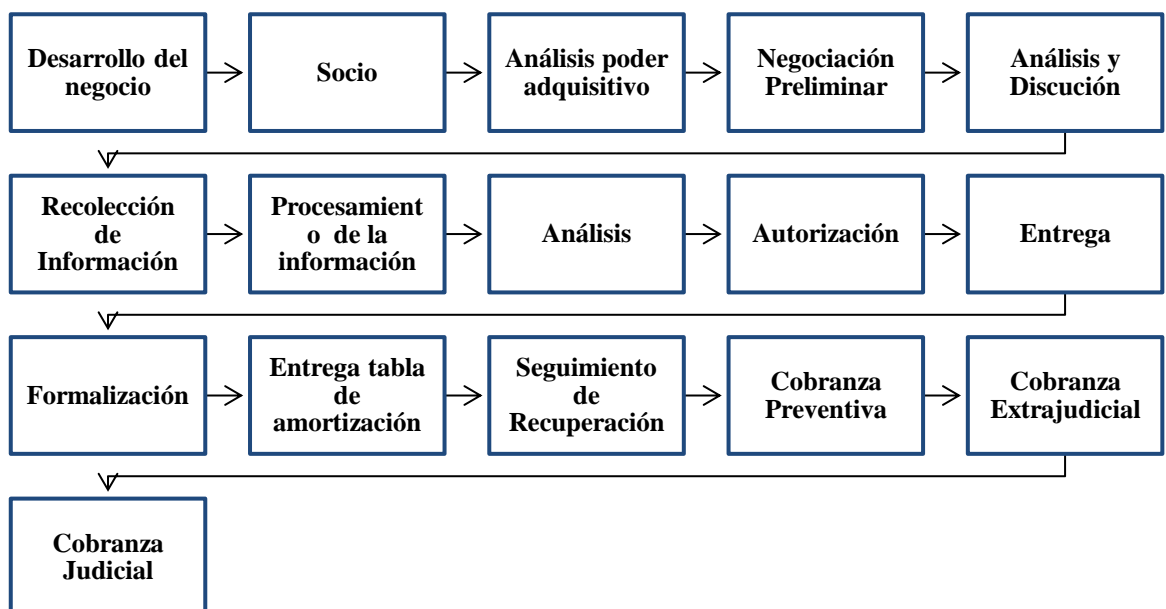 Desarrollo del
negocio
Socio
Análisis poder
adquisitivo
Negociación
Preliminar
Análisis y
Discución
Recolección
de
Información
Procesamient
o de la
información
Análisis
Autorización
Entrega
Formalización
Entrega tabla
de
amortización
Seguimiento
de
Recuperación
Cobranza
Preventiva
Cobranza
Extrajudicial
Cobranza
Judicial